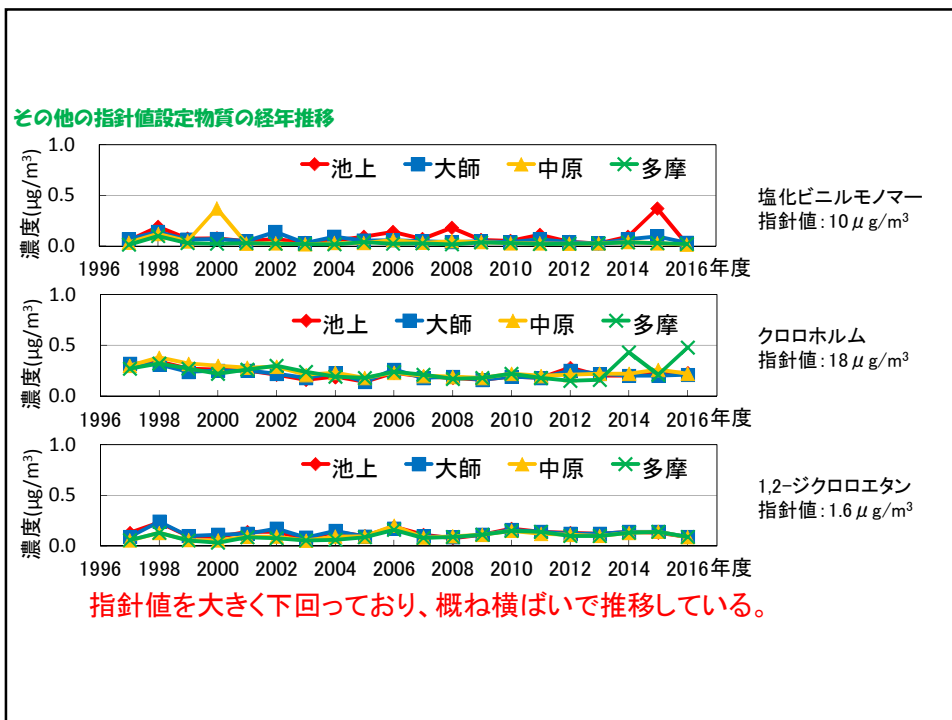 その他の指針値設定物質の経年推移
濃度(μg/m³)
1.0
0.5
0.0
池上 大師 中原 多摩
1996 1998 2000 2002 2004 2006 2008 2010 2012 2014 2016年度
塩化ビニルモノマー
指針値：10μg/m³
濃度(μg/m³)
1.0
0.5
0.0
池上 大師 中原 多摩
1996 1998 2000 2002 2004 2006 2008 2010 2012 2014 2016年度
クロロホルム
指針値：18μg/m³
濃度(μg/m³)
1.0
0.5
0.0
池上 大師 中原 多摩
1996 1998 2000 2002 2004 2006 2008 2010 2012 2014 2016年度
1,2-ジクロロエタン
指針値：1.6μg/m³
指針値を大きく下回っており、概ね横ばいで推移している。